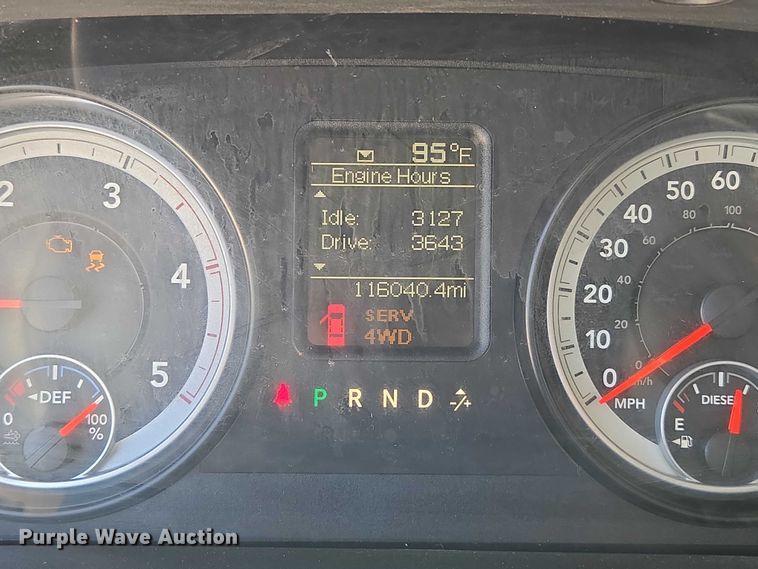 95°F
Engine Hours
Idle: 3127
Drive: 3643
116040.4mi
SERV
4WD
P R N D -/+
2 3 4 5
DEF
0 100
%
0 10 20 30 40 50 60
0 20 40 60 80 100
km/h
MPH
DIESEL
E
Purple Wave Auction